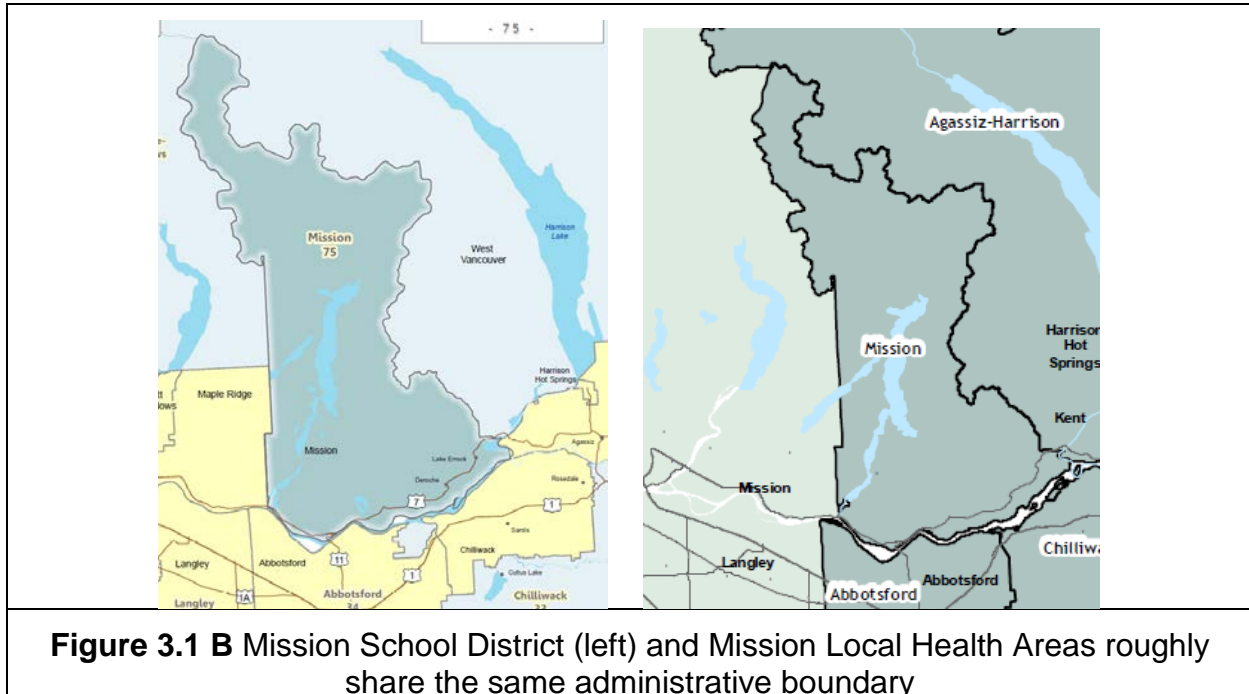 - 75 -
Mission
75
Harrison
Lake
West
Vancouver
Harrison
Hot Springs
Maple Ridge
Agassiz
Mission
Lake Errock
Deroche
Rosedale
7
1
Sardis
Langley
Abbotsford
11
Chilliwack
1
Cultus Lake
1A
Abbotsford
34
Langley
Chilliwack
33
Agassiz-Harrison
Mission
Harrison
Hot
Springs
Kent
Mission
Langley
Abbotsford
Abbotsford
Figure 3.1 B Mission School District (left) and Mission Local Health Areas roughly
share the same administrative boundary